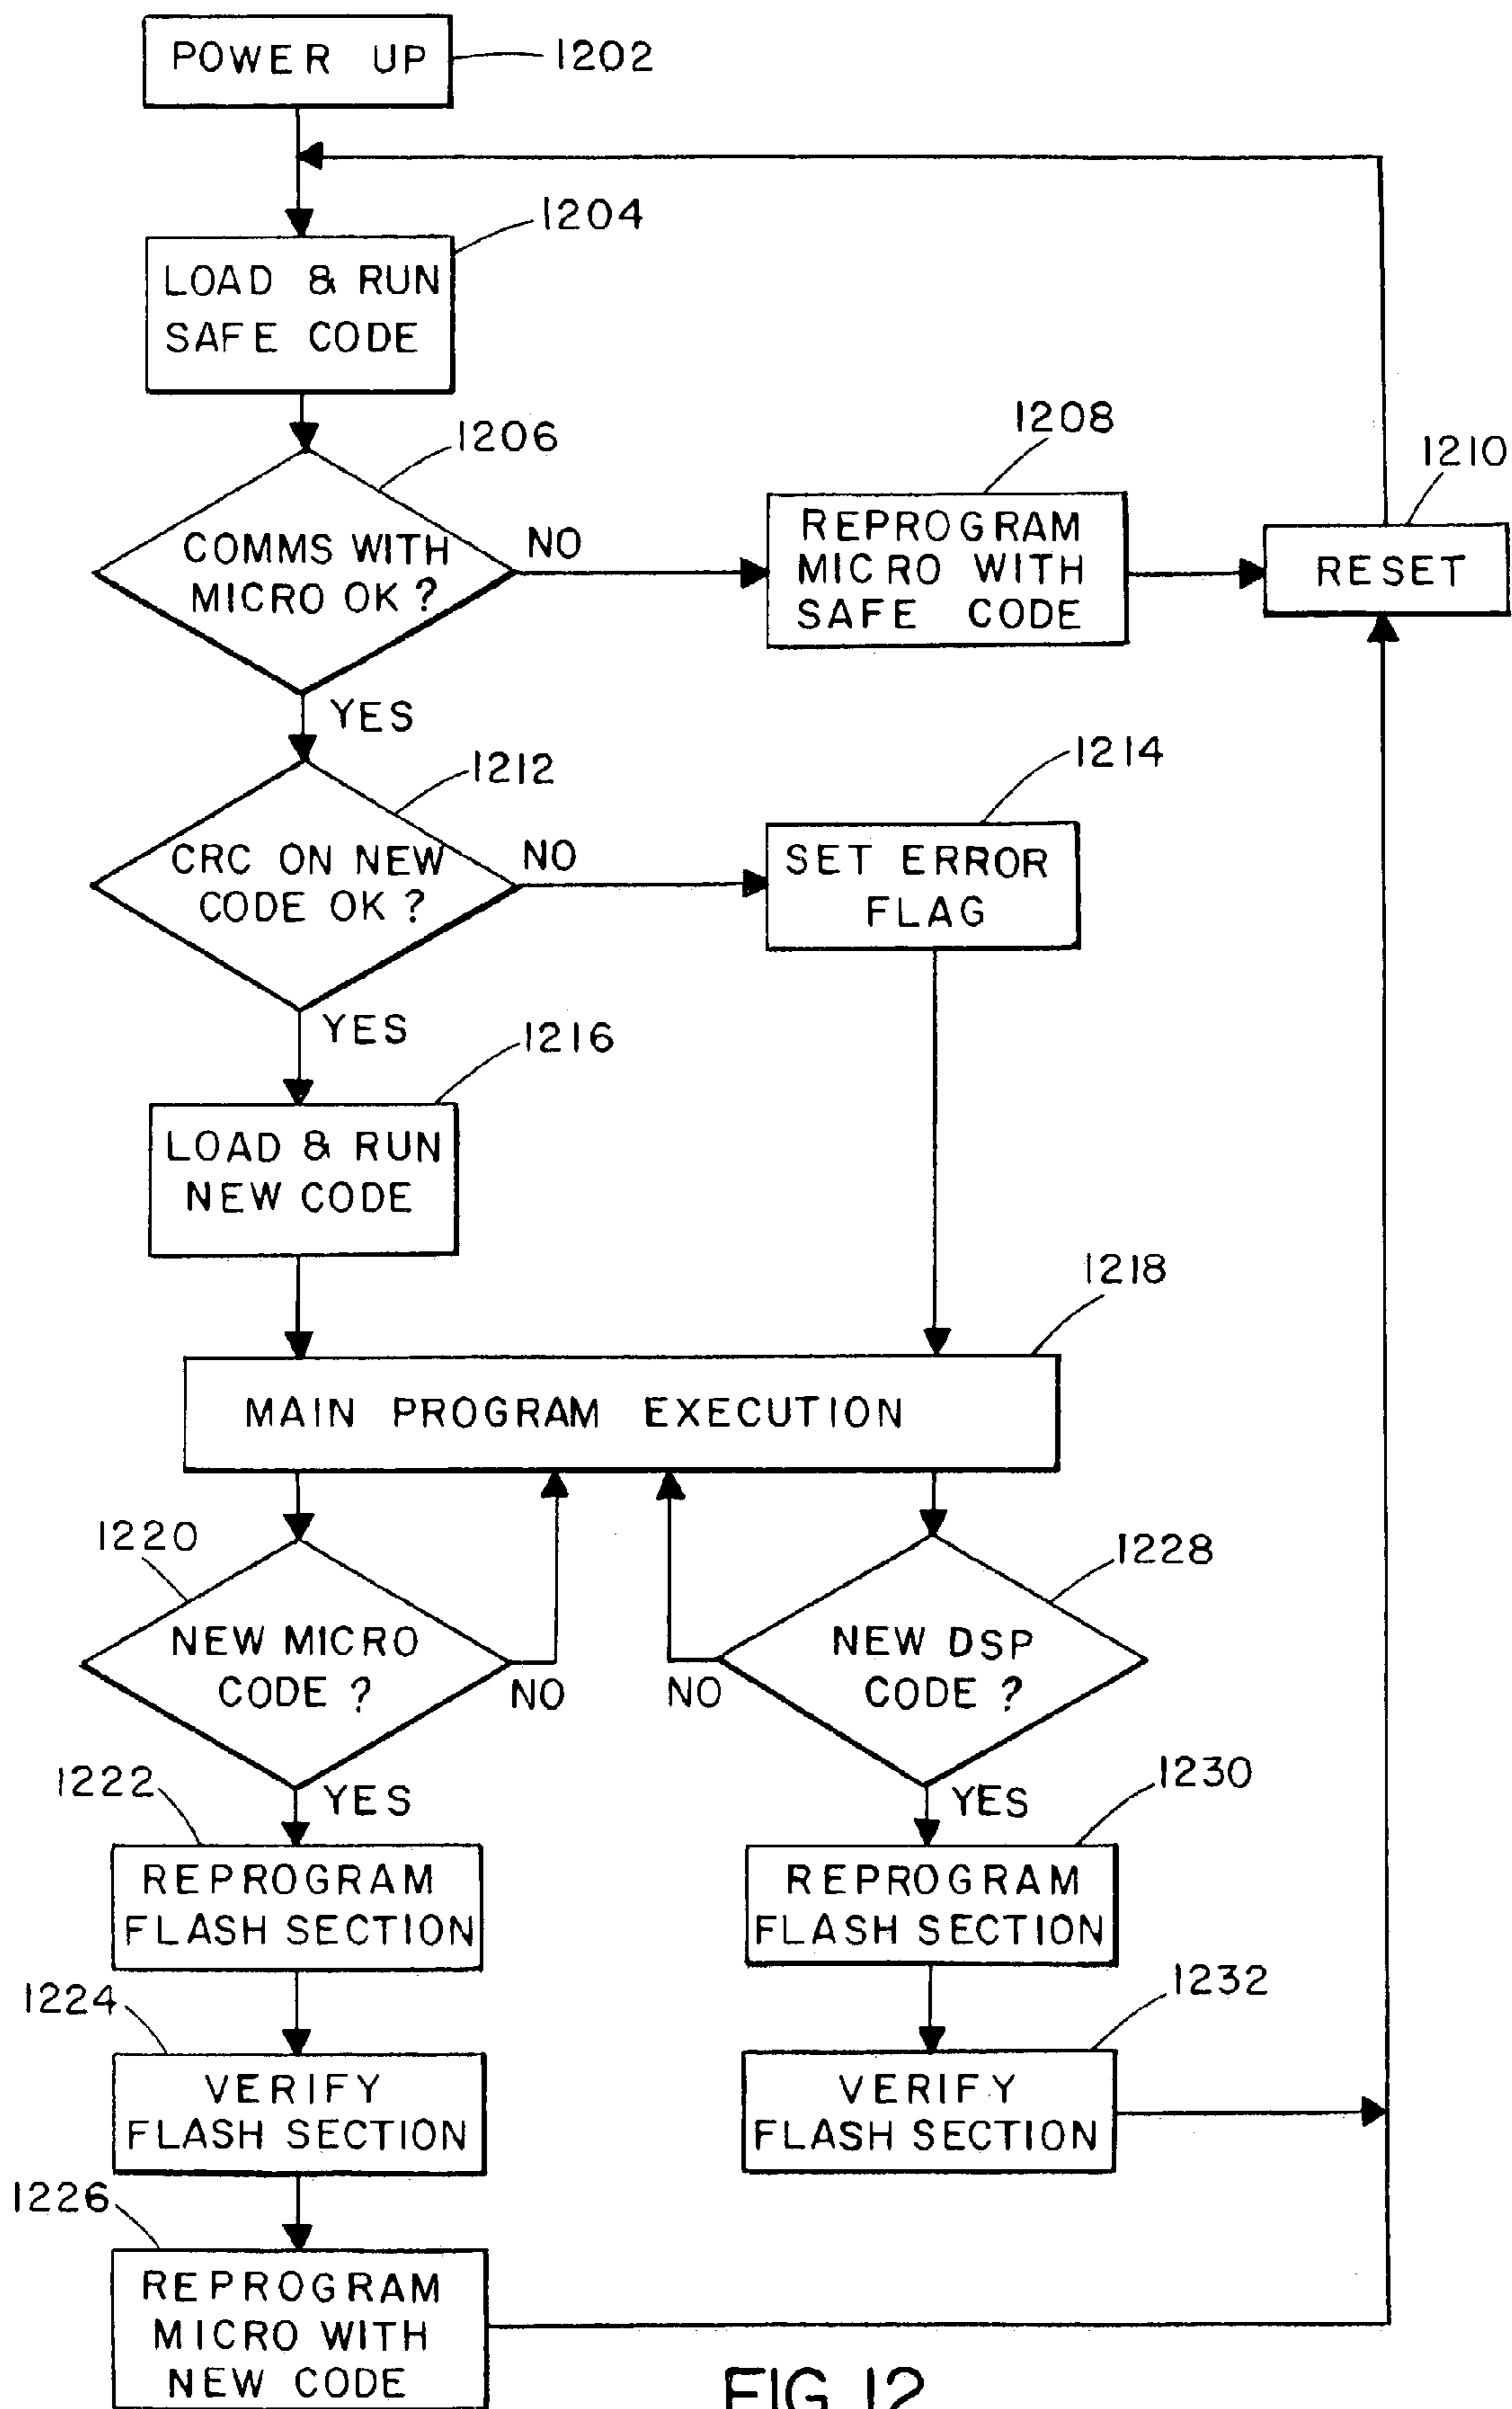 POWER UP
1202
1204
LOAD & RUN
SAFE CODE
1206
COMMS WITH
MICRO OK ?
NO
1208
REPROGRAM
MICRO WITH
SAFE CODE
1210
RESET
YES
1212
CRC ON NEW
CODE OK ?
NO
1214
SET ERROR
FLAG
YES
1216
LOAD & RUN
NEW CODE
1218
MAIN PROGRAM EXECUTION
1220
NEW MICRO
CODE ?
NO
1228
NEW DSP
CODE ?
NO
1222
YES
REPROGRAM
FLASH SECTION
1230
YES
REPROGRAM
FLASH SECTION
1224
VERIFY
FLASH SECTION
1232
VERIFY
FLASH SECTION
1226
REPROGRAM
MICRO WITH
NEW CODE
FIG. 12